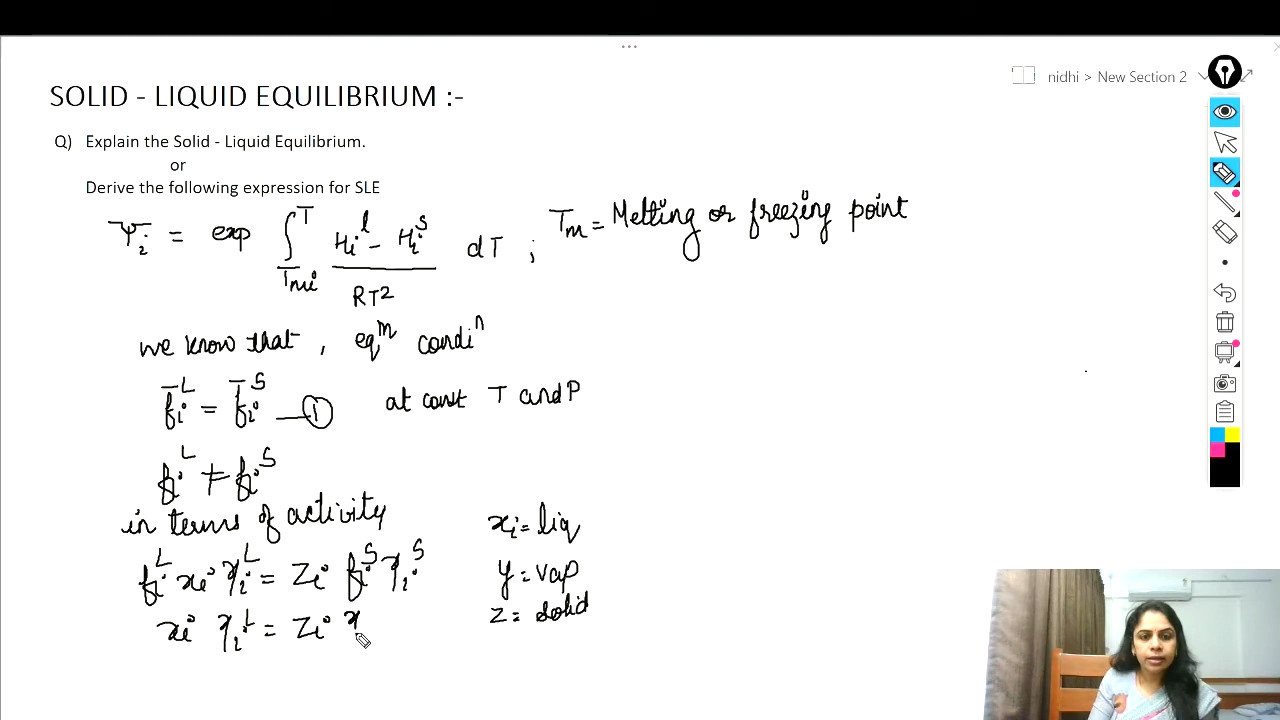 nidhi > New Section 2
SOLID - LIQUID EQUILIBRIUM :-
Q) Explain the Solid - Liquid Equilibrium.
or
Derive the following expression for SLE
Ψi = exp ∫_{Tmi}^{T} (Hi^l - Hi^s) / RT² dT ; Tm = Melting or freezing point
we know that , eq^m condi^n
f̄i^L = f̄i^S —① at const T and P
fi^L ≠ fi^S
in terms of activity
xi = liq
fi^L xi γi^L = Zi fi^S γi^S
y = vap
z = solid
xi γi^L = Zi γ